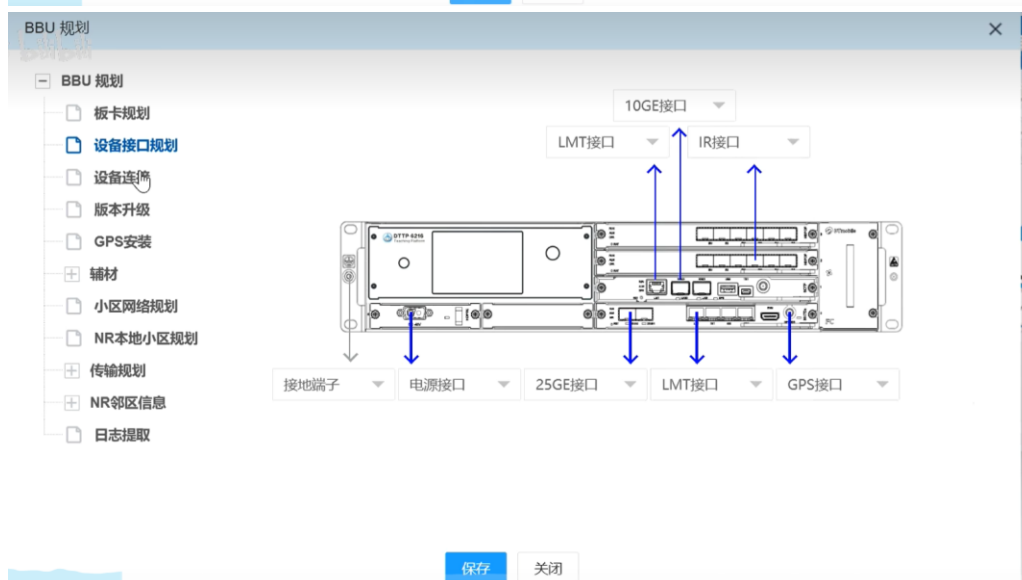 BBU 规划
BBU 规划
板卡规划
设备接口规划
设备连
版本升级
GPS安装
辅材
小区网络规划
NR本地小区规划
传输规划
NR邻区信息
日志提取
10GE接口
LMT接口
IR接口
DTTP-5216
接地端子
电源接口
25GE接口
LMT接口
GPS接口
保存
关闭